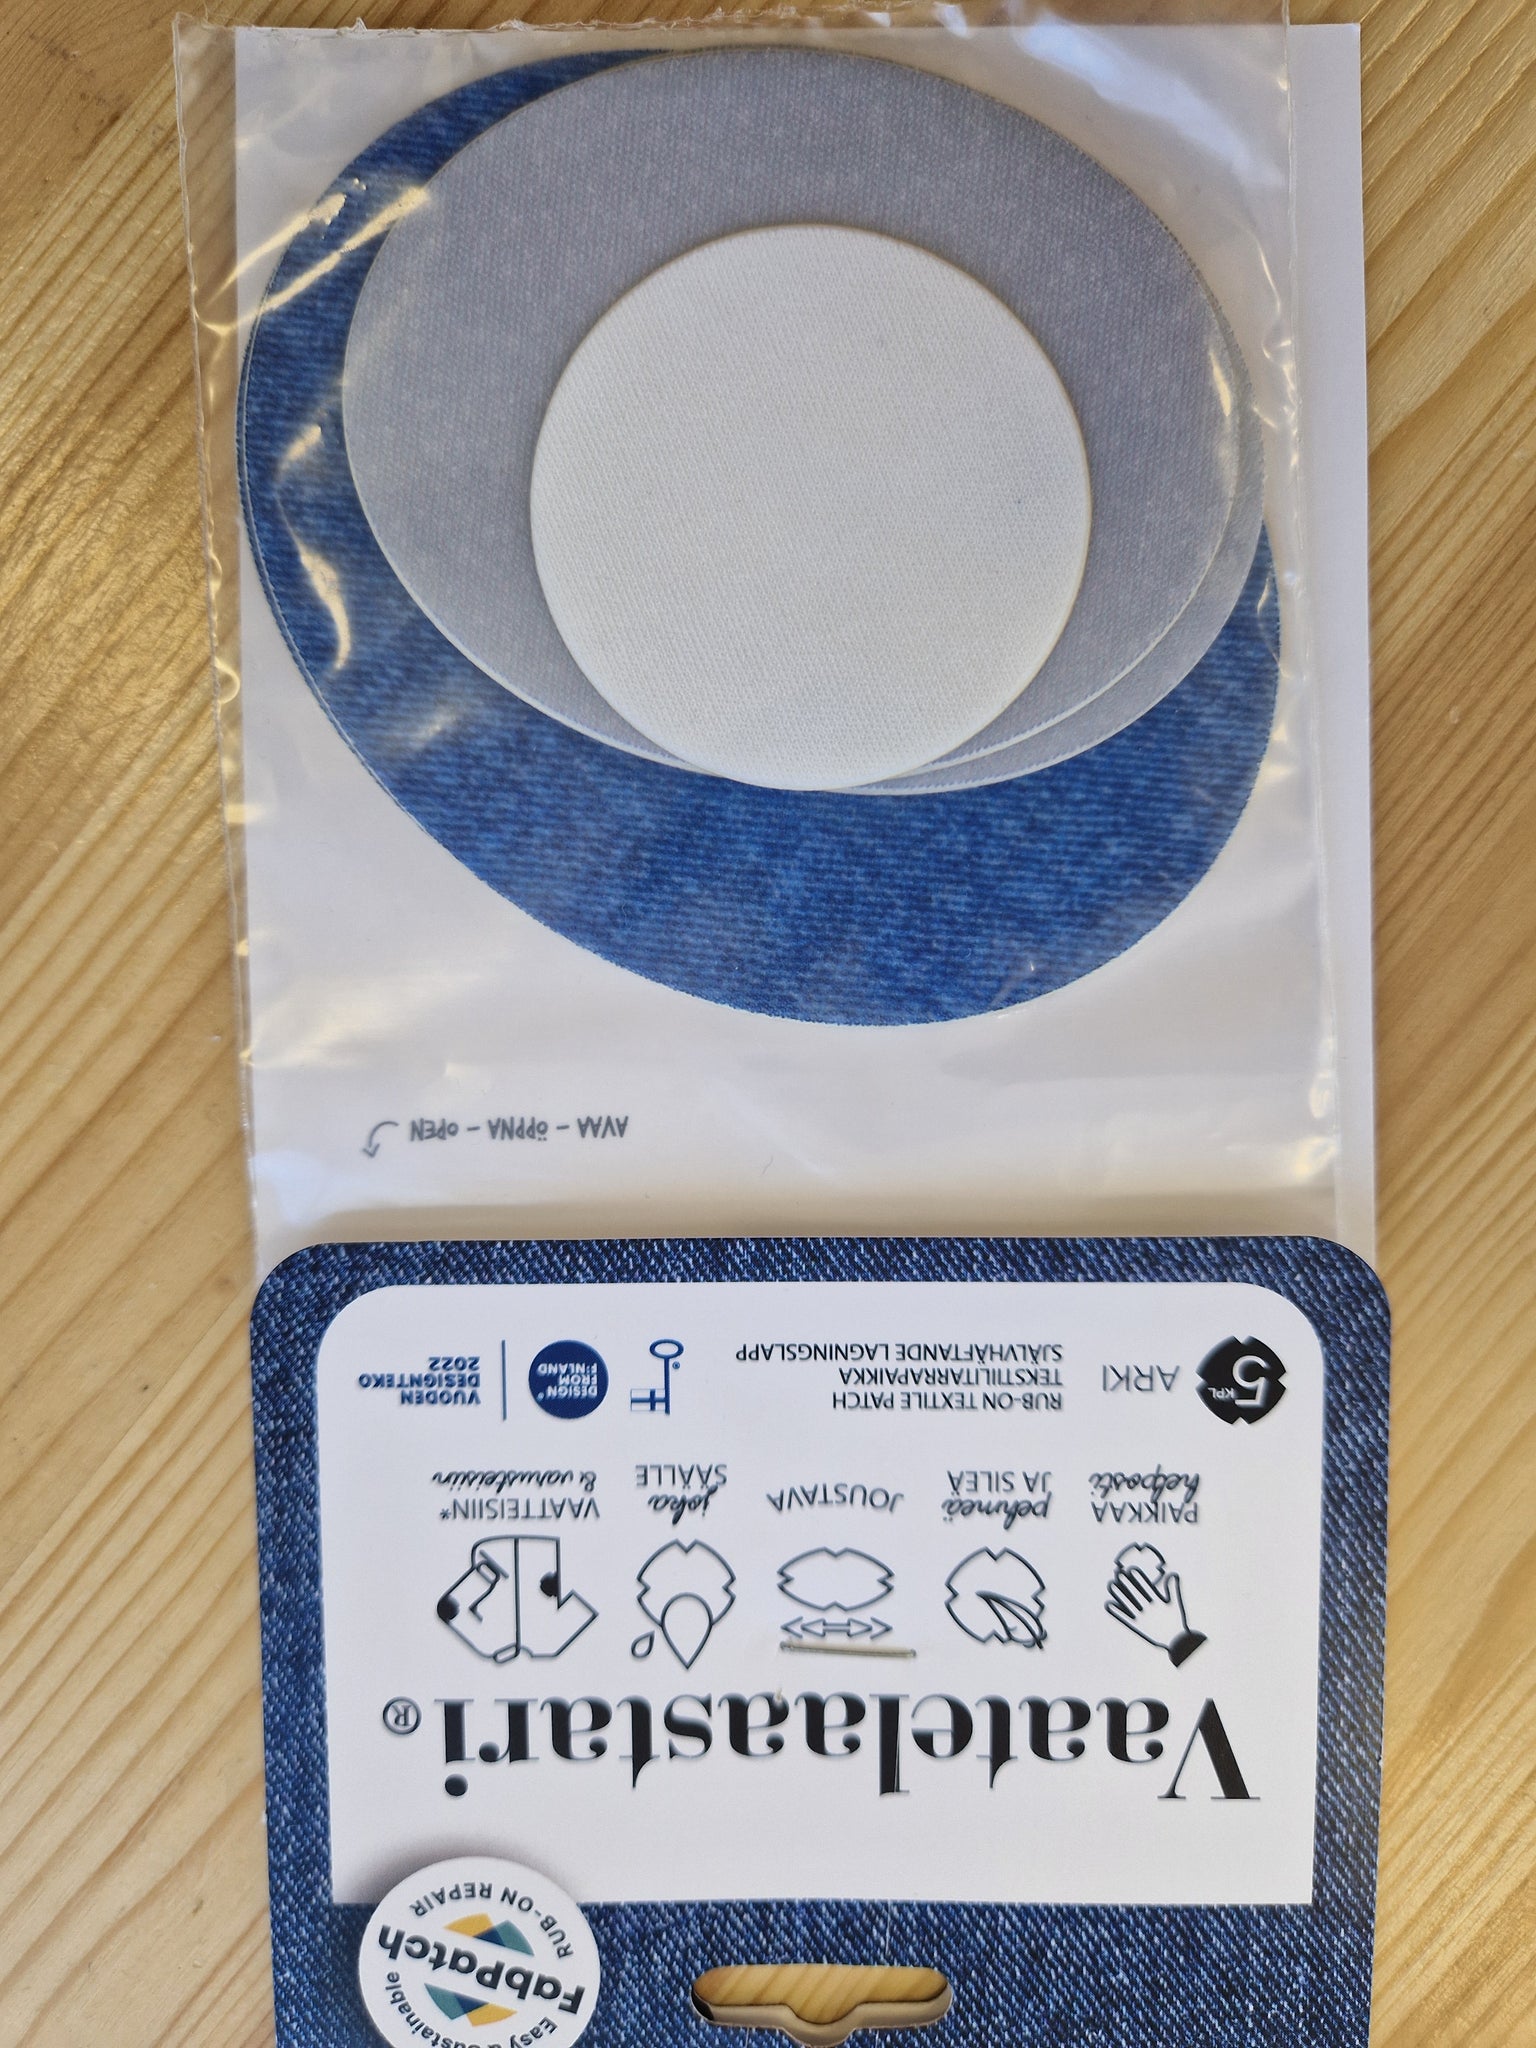 Easy & Sustainable
FabPatch
RUB-ON REPAIR
Vaatelaastari®
PAIKKAA
helposti
pehmeä
JA SILEÄ
JOUSTAVA
joka
SÄÄLLE
VAATTEISIIN*
& varusteisiin
5
KPL
ARKI
RUB-ON TEXTILE PATCH
TEKSTIILITARRAPAIKKA
SJÄLVHÄFTANDE LAGNINGSLAPP
DESIGN
FROM
FINLAND
VUODEN
DESIGNTEKO
2022
AVAA – ÖPPNA – OPEN